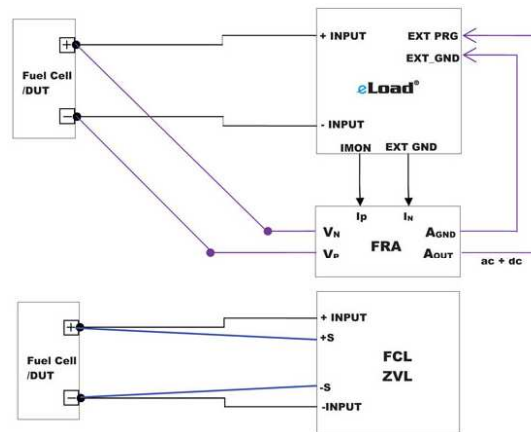 + INPUT
EXT PRG
+
EXT_GND
Fuel Cell
/DUT
eLoad®
−
- INPUT
IMON
EXT GND
Ip
IN
VN
AGND
FRA
VP
AOUT
ac + dc
+ INPUT
+
+S
Fuel Cell
/DUT
FCL
ZVL
-S
−
-INPUT